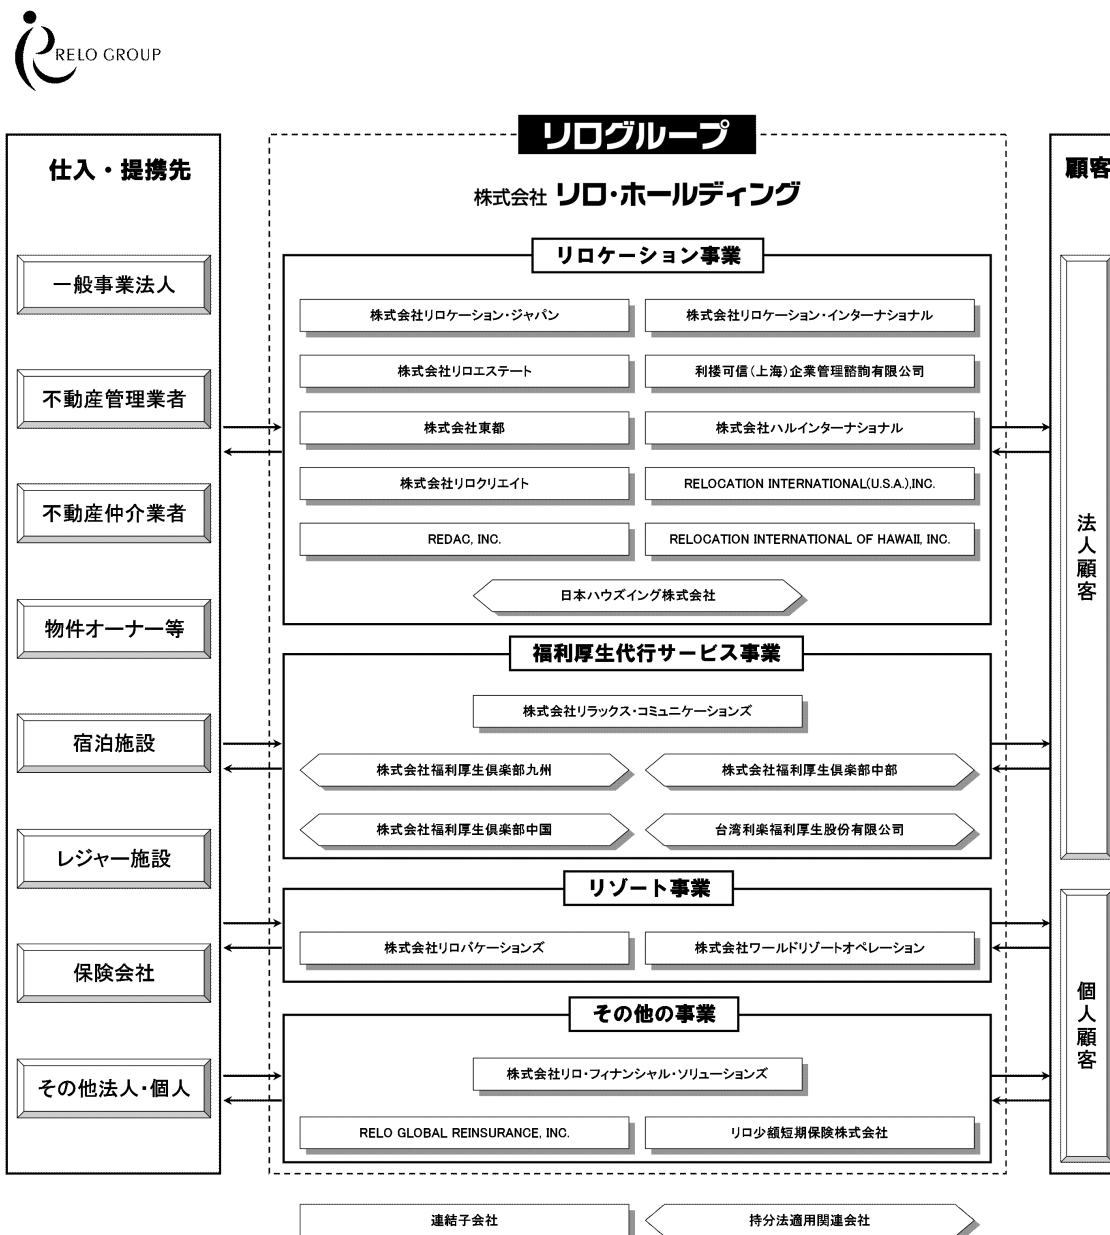 RELO GROUP
リログループ
株式会社 リロ・ホールディング
仕入・提携先
一般事業法人
不動産管理業者
不動産仲介業者
物件オーナー等
宿泊施設
レジャー施設
保険会社
その他法人・個人
リロケーション事業
株式会社リロケーション・ジャパン
株式会社リロケーション・インターナショナル
株式会社リロエステート
利楼可信(上海)企業管理諮詢有限公司
株式会社東都
株式会社ハルインターナショナル
株式会社リロクリエイト
RELOCATION INTERNATIONAL(U.S.A.),INC.
REDAC, INC.
RELOCATION INTERNATIONAL OF HAWAII, INC.
日本ハウズイング株式会社
福利厚生代行サービス事業
株式会社リラックス・コミュニケーションズ
株式会社福利厚生倶楽部九州
株式会社福利厚生倶楽部中部
株式会社福利厚生倶楽部中国
台湾利楽福利厚生股份有限公司
リゾート事業
株式会社リロバケーションズ
株式会社ワールドリゾートオペレーション
その他の事業
株式会社リロ・フィナンシャル・ソリューションズ
RELO GLOBAL REINSURANCE, INC.
リロ少額短期保険株式会社
顧客
法人顧客
個人顧客
連結子会社
持分法適用関連会社